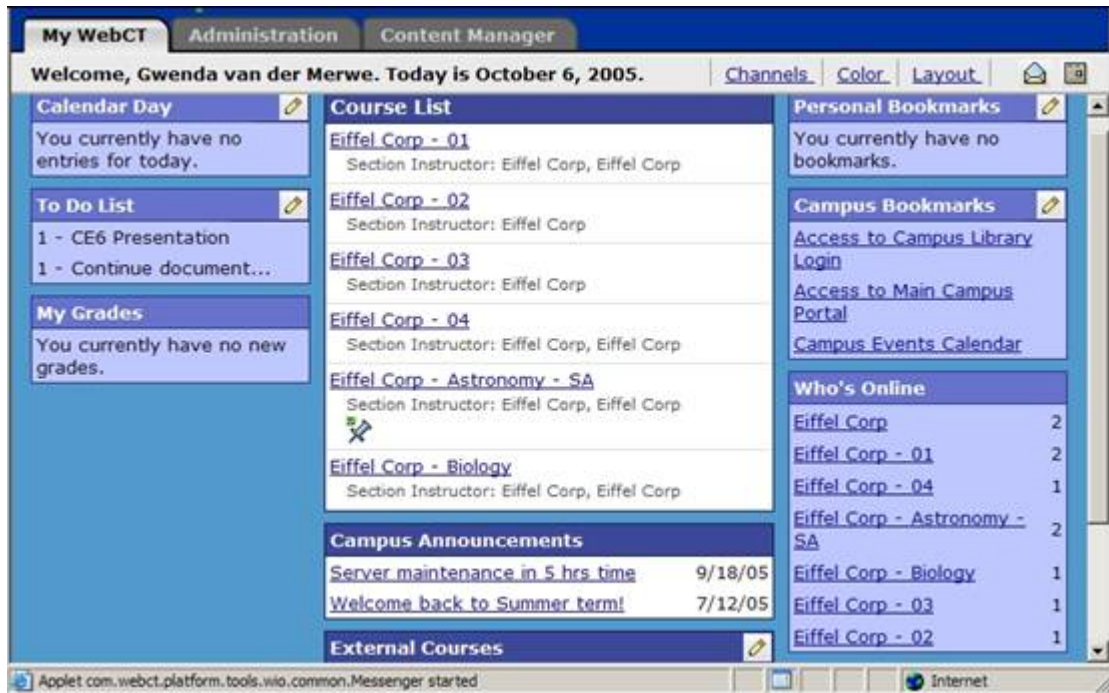 My WebCT Administration Content Manager
Welcome, Gwenda van der Merwe. Today is October 6, 2005. Channels Color Layout
Calendar Day
You currently have no
entries for today.
To Do List
1 - CE6 Presentation
1 - Continue document...
My Grades
You currently have no new
grades.
Course List
Eiffel Corp - 01
Section Instructor: Eiffel Corp, Eiffel Corp
Eiffel Corp - 02
Section Instructor: Eiffel Corp
Eiffel Corp - 03
Section Instructor: Eiffel Corp
Eiffel Corp - 04
Section Instructor: Eiffel Corp, Eiffel Corp
Eiffel Corp - Astronomy - SA
Section Instructor: Eiffel Corp, Eiffel Corp
Eiffel Corp - Biology
Section Instructor: Eiffel Corp, Eiffel Corp
Campus Announcements
Server maintenance in 5 hrs time 9/18/05
Welcome back to Summer term! 7/12/05
External Courses
Personal Bookmarks
You currently have no
bookmarks.
Campus Bookmarks
Access to Campus Library
Login
Access to Main Campus
Portal
Campus Events Calendar
Who's Online
Eiffel Corp 2
Eiffel Corp - 01 2
Eiffel Corp - 04 1
Eiffel Corp - Astronomy -
SA 2
Eiffel Corp - Biology 1
Eiffel Corp - 03 1
Eiffel Corp - 02 1
Applet com.webct.platform.tools.wio.common.Messenger started Internet